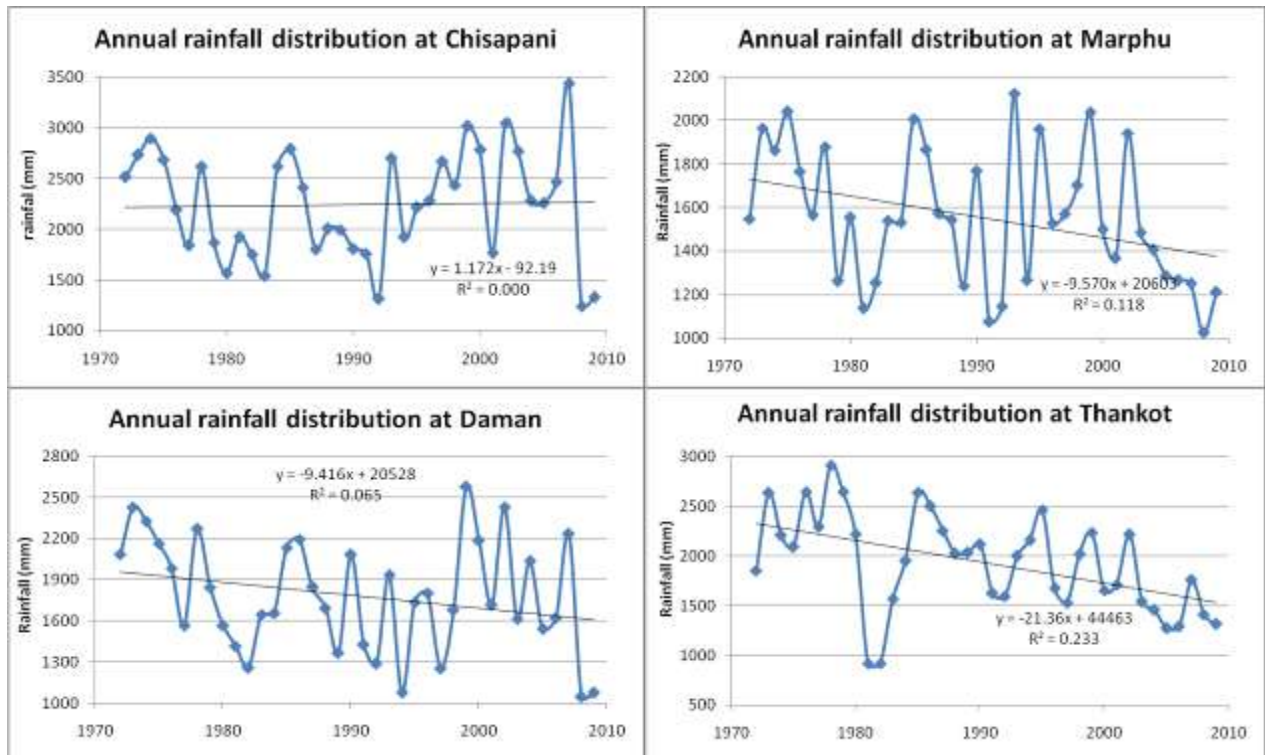 Annual rainfall distribution at Chisapani
rainfal (mm)
3500
3000
2500
2000
1500
1000
y = 1.172x - 92.19
R² = 0.000
1970 1980 1990 2000 2010
Annual rainfall distribution at Marphu
Rainfall (mm)
2200
2000
1800
1600
1400
1200
1000
y = -9.570x + 20603
R² = 0.118
1970 1980 1990 2000 2010
Annual rainfall distribution at Daman
Rainfall (mm)
2800
2500
2200
1900
1600
1300
1000
y = -9.416x + 20528
R² = 0.065
1970 1980 1990 2000 2010
Annual rainfall distribution at Thankot
Rainfall (mm)
3000
2500
2000
1500
1000
500
y = -21.36x + 44463
R² = 0.233
1970 1980 1990 2000 2010